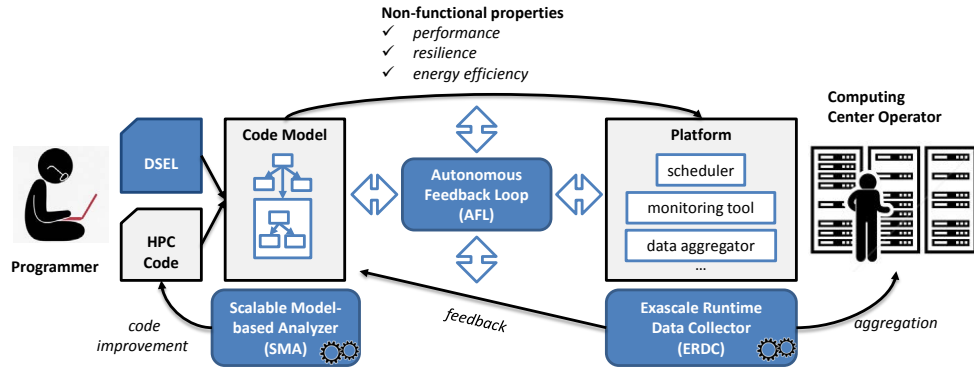 Non-functional properties
✓ performance
✓ resilience
✓ energy efficiency
Computing
Center Operator
Code Model
Platform
DSEL
scheduler
Autonomous
Feedback Loop
(AFL)
monitoring tool
HPC
Code
data aggregator
...
Programmer
Scalable Model-
based Analyzer
(SMA)
Exascale Runtime
Data Collector
(ERDC)
code
improvement
feedback
aggregation